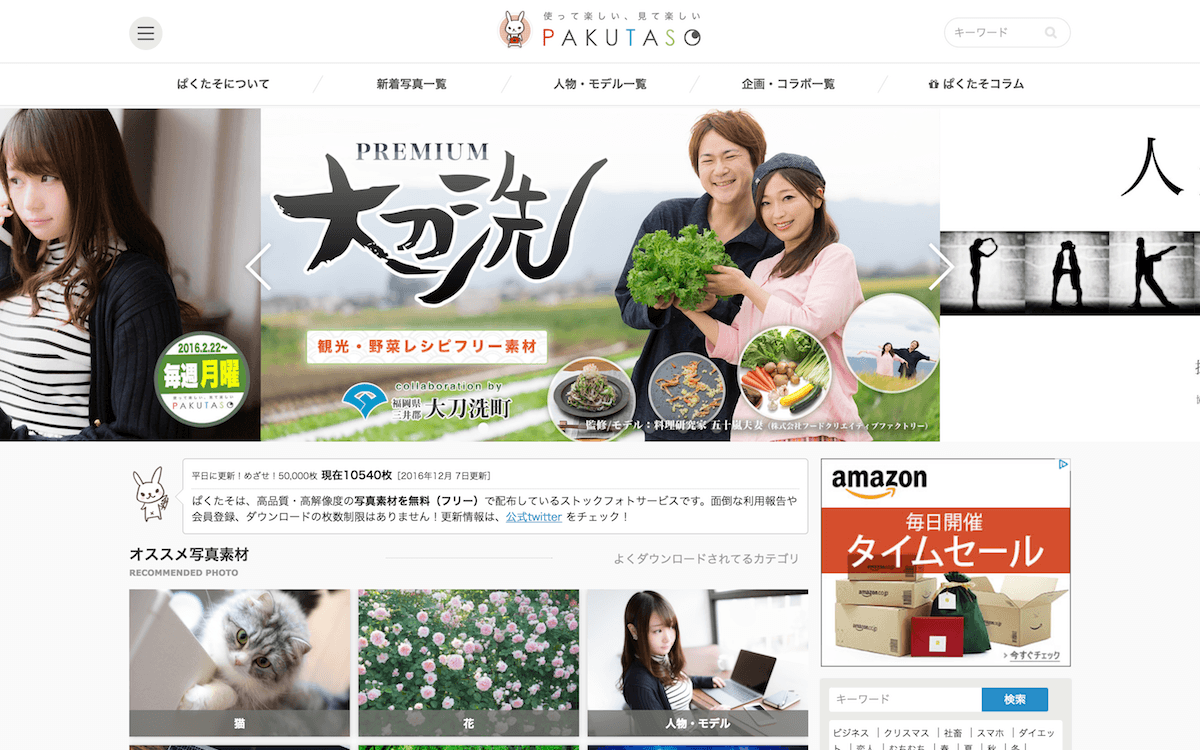 使って楽しい、見て楽しい
PAKUTASO
キーワード
ぱくたそについて
新着写真一覧
人物・モデル一覧
企画・コラボ一覧
ぱくたそコラム
2016.2.22~
毎週月曜
使って楽しい、見て楽しい
PAKUTASO
PREMIUM
大刀洗
観光・野菜レシピフリー素材
collaboration by
福岡県
三井郡
大刀洗町
監修/モデル:料理研究家 五十嵐夫妻(株式会社フードクリエイティブファクトリー)
人
PAK
平日に更新!めざせ!50,000枚 現在10540枚 [2016年12月 7日更新]
ぱくたそは、高品質・高解像度の写真素材を無料(フリー)で配布しているストックフォトサービスです。面倒な利用報告や
会員登録、ダウンロードの枚数制限はありません!更新情報は、公式twitter をチェック!
オススメ写真素材
RECOMMENDED PHOTO
よくダウンロードされてるカテゴリ
猫
花
人物・モデル
amazon
毎日開催
タイムセール
amazon.co.jp
> 今すぐチェック
キーワード
検索
ビジネス | クリスマス | 社畜 | スマホ | ダイエッ
ト | 恋人 | むちむち | 春 | 夏 | 秋 | 冬 |